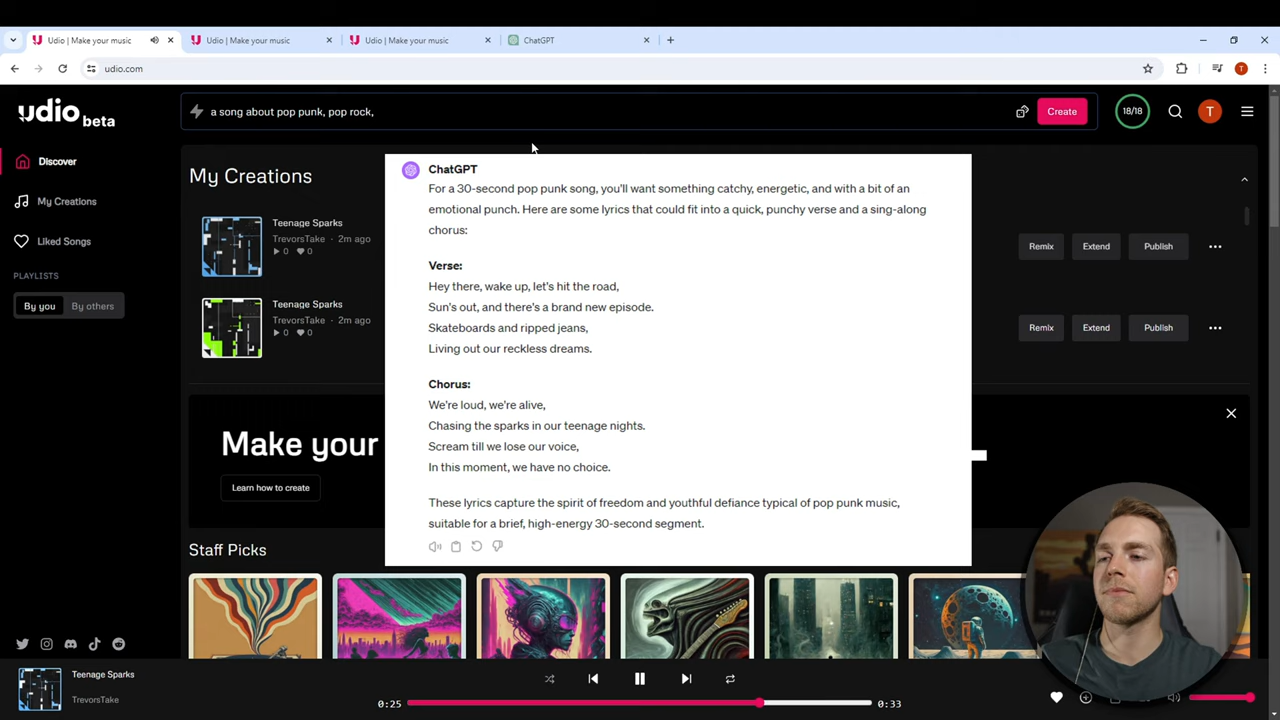 Udio | Make your music
Udio | Make your music
Udio | Make your music
ChatGPT
udio.com
T
udio beta
a song about pop punk, pop rock,
Create
18/18
T
Discover
My Creations
Liked Songs
PLAYLISTS
By you
By others
My Creations
Teenage Sparks
TrevorsTake • 2m ago
0 0
Remix
Extend
Publish
Teenage Sparks
TrevorsTake • 2m ago
0 0
Remix
Extend
Publish
ChatGPT
For a 30-second pop punk song, you'll want something catchy, energetic, and with a bit of an
emotional punch. Here are some lyrics that could fit into a quick, punchy verse and a sing-along
chorus:
Verse:
Hey there, wake up, let's hit the road,
Sun's out, and there's a brand new episode.
Skateboards and ripped jeans,
Living out our reckless dreams.
Chorus:
We're loud, we're alive,
Chasing the sparks in our teenage nights.
Scream till we lose our voice,
In this moment, we have no choice.
These lyrics capture the spirit of freedom and youthful defiance typical of pop punk music,
suitable for a brief, high-energy 30-second segment.
Make your
Learn how to create
Staff Picks
Teenage Sparks
TrevorsTake
0:25
0:33